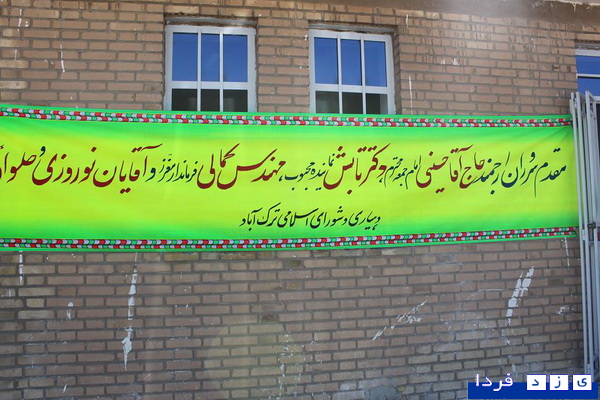 مقدم سروران ارجمند حاج آقا حسینی امام جمعه محترم، دکتر تابش نماینده محبوب، مهندس کمالی فرماندار عزیز و آقایان نوروزی و حلوا
دهیاری و شورای اسلامی ترک آباد
یزد فردا